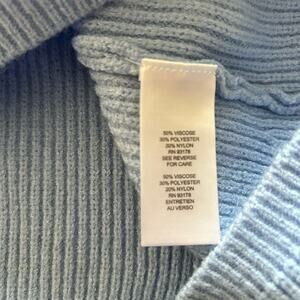 50% VISCOSE
30% POLYESTER
20% NYLON
RN 93178
SEE REVERSE
FOR CARE
50% VISCOSE
30% POLYESTER
20% NYLON
RN 93178
ENTRETIEN
AU VERSO